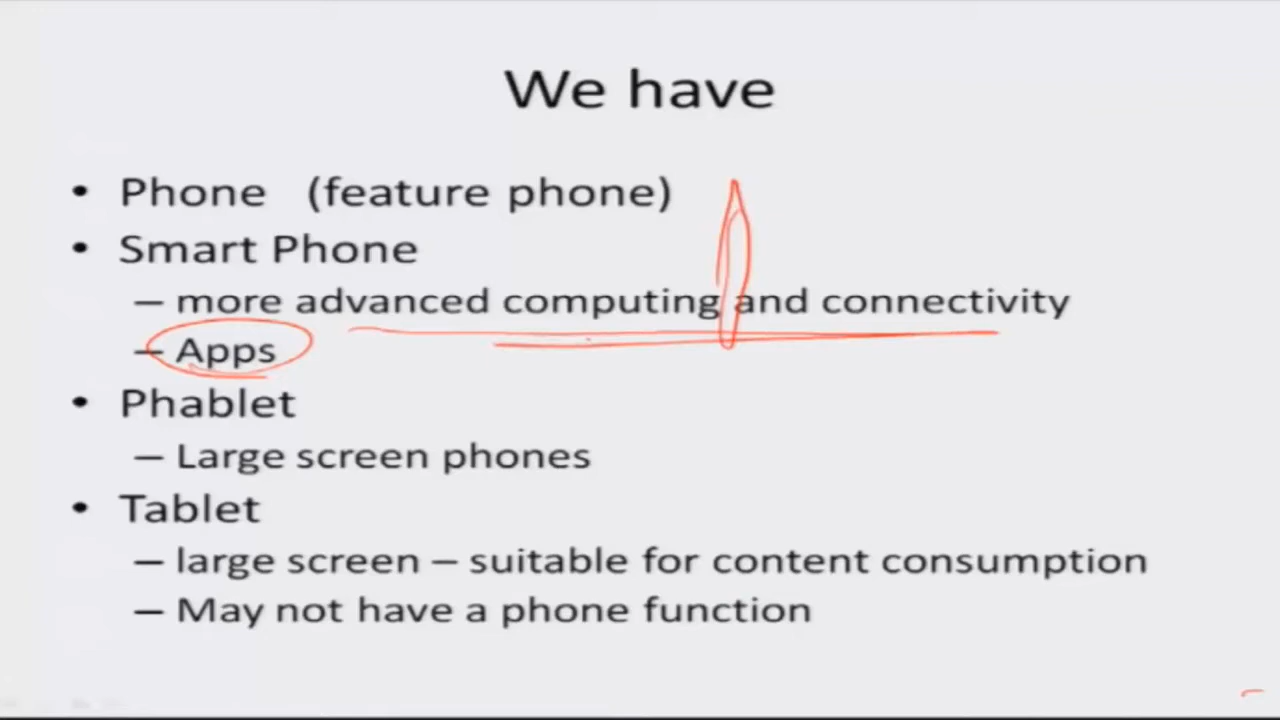 We have
• Phone (feature phone)
• Smart Phone
– more advanced computing and connectivity
– Apps
• Phablet
– Large screen phones
• Tablet
– large screen – suitable for content consumption
– May not have a phone function